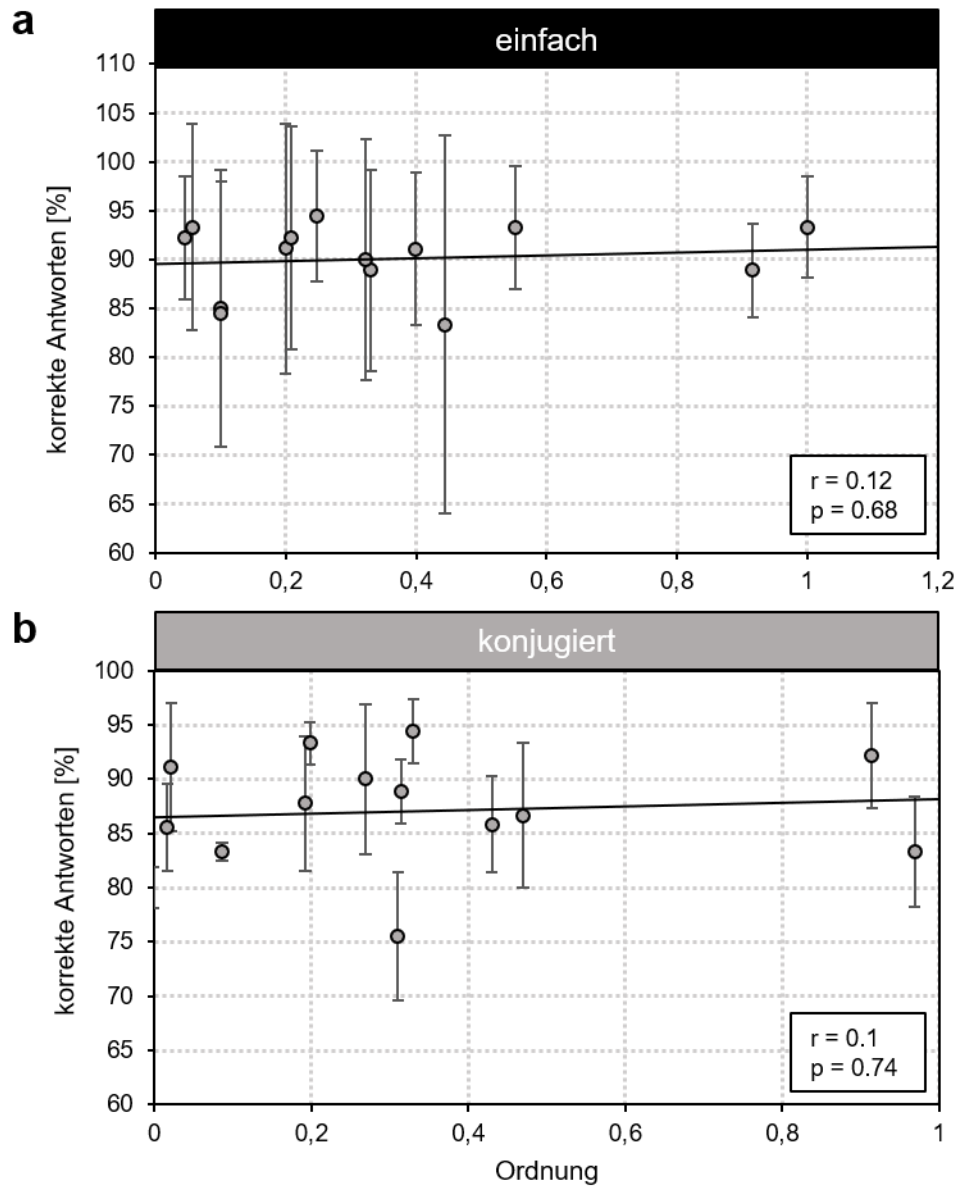 a
einfach
110
105
100
95
90
85
80
75
70
65
60
korrekte Antworten [%]
r = 0.12
p = 0.68
0 0,2 0,4 0,6 0,8 1 1,2
b
konjugiert
100
95
90
85
80
75
70
65
60
korrekte Antworten [%]
r = 0.1
p = 0.74
0 0,2 0,4 0,6 0,8 1
Ordnung